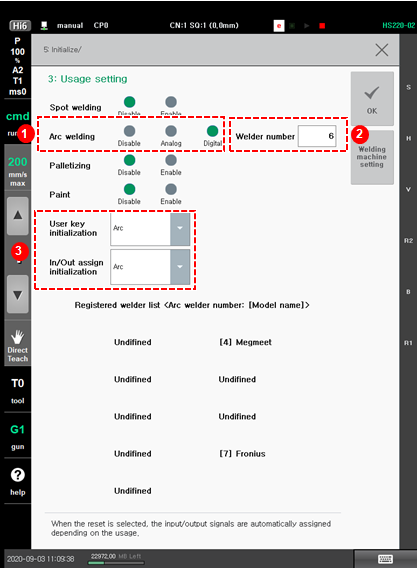 Hi6 manual CP0 CN:1 SQ:1 (0,0mm) e HS220-02
P
100
%
A2
T1
ms0
cmd
200
mm/s
max
Direct
Teach
T0
tool
G1
gun
?
help
5: Initialize/
3: Usage setting
OK
Welding
machine
setting
Spot welding
Disable Enable
1
Arc welding
Disable Analog Digital
Welder number 6
2
Palletizing
Disable Enable
Paint
Disable Enable
3
User key
initialization
Arc
In/Out assign
initialization
Arc
Registered welder list <Arc welder number: [Model name]>
Undifined [4] Megmeet
Undifined Undifined
Undifined Undifined
Undifined [7] Fronius
Undifined
When the reset is selected, the input/output signals are automatically assigned
depending on the usage.
S
H
V
R2
B
R1
2020-09-03 11:09:38 22972,00 MB Left